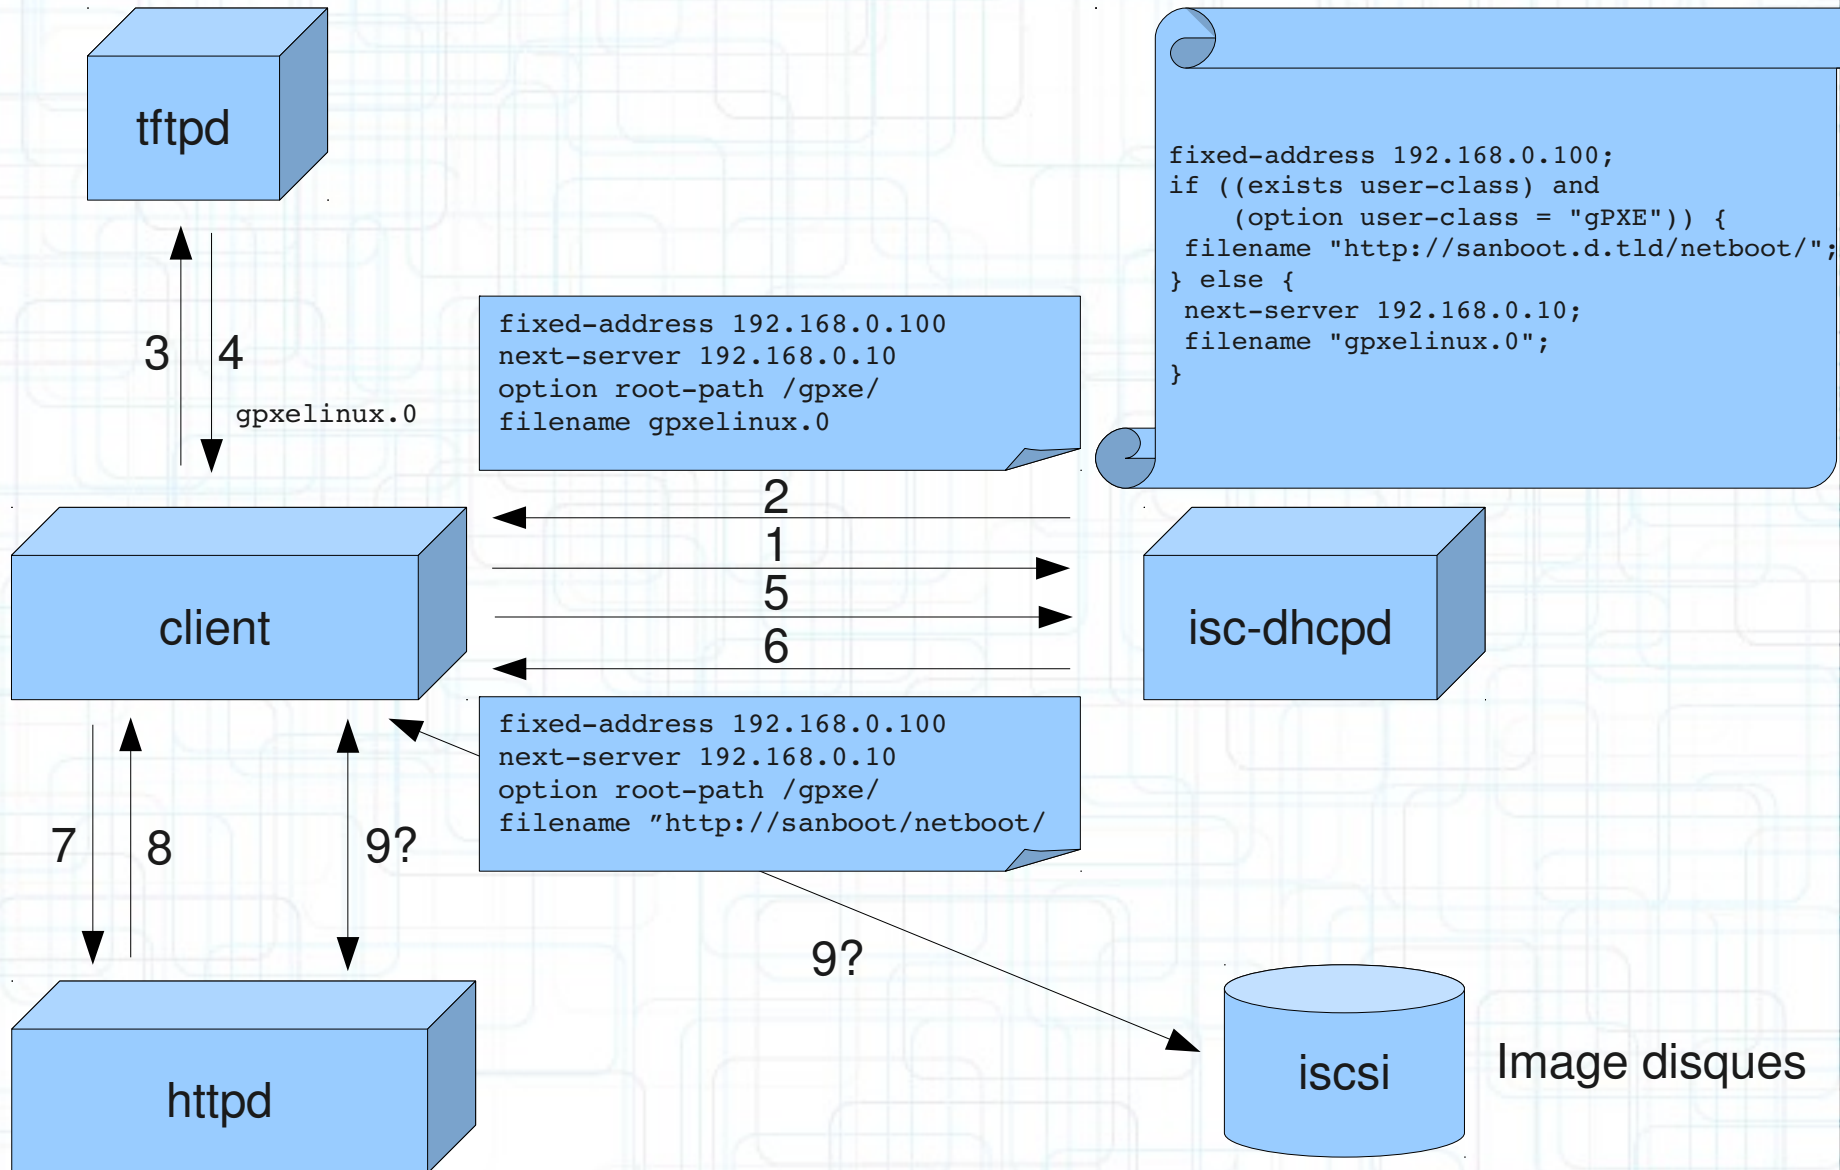 tftpd
fixed-address 192.168.0.100;
if ((exists user-class) and
(option user-class = "gPXE")) {
filename "http://sanboot.d.tld/netboot/";
} else {
next-server 192.168.0.10;
filename "gpxelinux.0";
}
3
4
gpxelinux.0
fixed-address 192.168.0.100
next-server 192.168.0.10
option root-path /gpxe/
filename gpxelinux.0
2
1
5
6
client
isc-dhcpd
fixed-address 192.168.0.100
next-server 192.168.0.10
option root-path /gpxe/
filename ”http://sanboot/netboot/
7
8
9?
9?
httpd
iscsi
Image disques